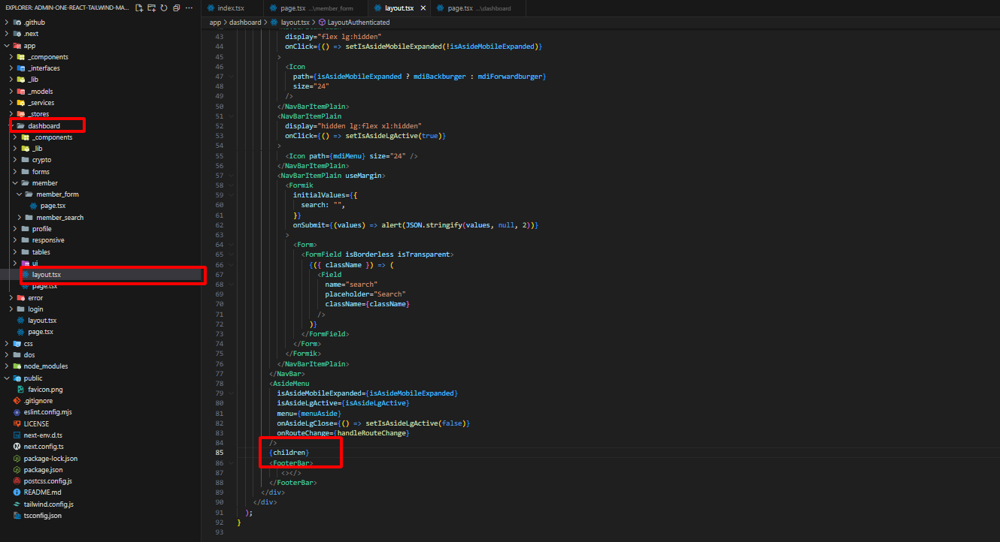 EXPLORER: ADMIN-ONE-REACT-TAILWIND-MA...
.github
.next
app
_components
_interfaces
_lib
_models
_services
_stores
dashboard
_components
_lib
crypto
forms
member
member_form
page.tsx
member_search
profile
responsive
tables
ui
layout.tsx
page.tsx
error
login
layout.tsx
page.tsx
css
dos
node_modules
public
favicon.png
.gitignore
eslint.config.mjs
LICENSE
next-env.d.ts
next.config.ts
package-lock.json
package.json
postcss.config.js
README.md
tailwind.config.js
tsconfig.json
index.tsx page.tsx ...\member_form layout.tsx page.tsx ...\dashboard
app > dashboard > layout.tsx > LayoutAuthenticated
43 display="flex lg:hidden"
44 onClick={() => setIsAsideMobileExpanded(!isAsideMobileExpanded)}
45 >
46 <Icon
47 path={isAsideMobileExpanded ? mdiBackburger : mdiForwardburger}
48 size="24"
49 />
50 </NavBarItemPlain>
51 <NavBarItemPlain
52 display="hidden lg:flex xl:hidden"
53 onClick={() => setIsAsideLgActive(true)}
54 >
55 <Icon path={mdiMenu} size="24" />
56 </NavBarItemPlain>
57 <NavBarItemPlain useMargin>
58 <Formik
59 initialValues={{
60 search: "",
61 }}
62 onSubmit={(values) => alert(JSON.stringify(values, null, 2))}
63 >
64 <Form>
65 <FormField isBorderless isTransparent>
66 {({ className }) => (
67 <Field
68 name="search"
69 placeholder="Search"
70 className={className}
71 />
72 )}
73 </FormField>
74 </Form>
75 </Formik>
76 </NavBarItemPlain>
77 </NavBar>
78 <AsideMenu
79 isAsideMobileExpanded={isAsideMobileExpanded}
80 isAsideLgActive={isAsideLgActive}
81 menu={menuAside}
82 onAsideLgClose={() => setIsAsideLgActive(false)}
83 onRouteChange={handleRouteChange}
84 />
85 {children}
86 <FooterBar>
87 <></>
88 </FooterBar>
89 </div>
90 </div>
91 );
92 }
93